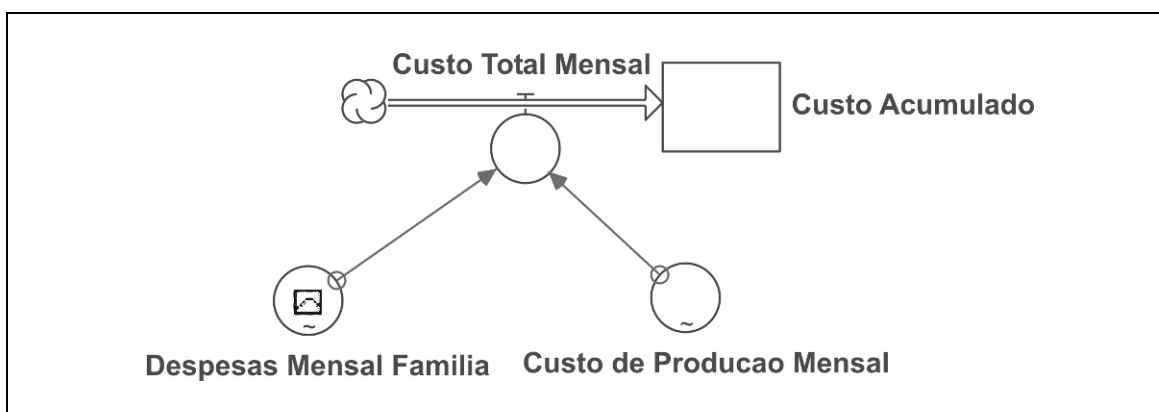 Custo Total Mensal
Custo Acumulado
~
~
Despesas Mensal Familia
Custo de Producao Mensal